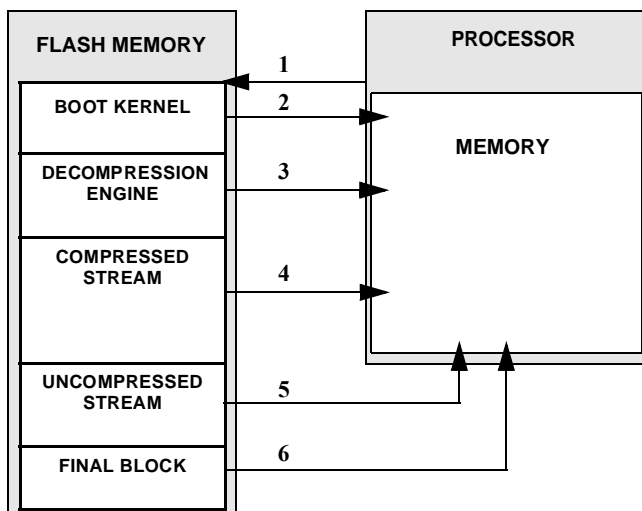 FLASH MEMORY
PROCESSOR
1
BOOT KERNEL
2
MEMORY
DECOMPRESSION
ENGINE
3
COMPRESSED
STREAM
4
UNCOMPRESSED
STREAM
5
FINAL BLOCK
6